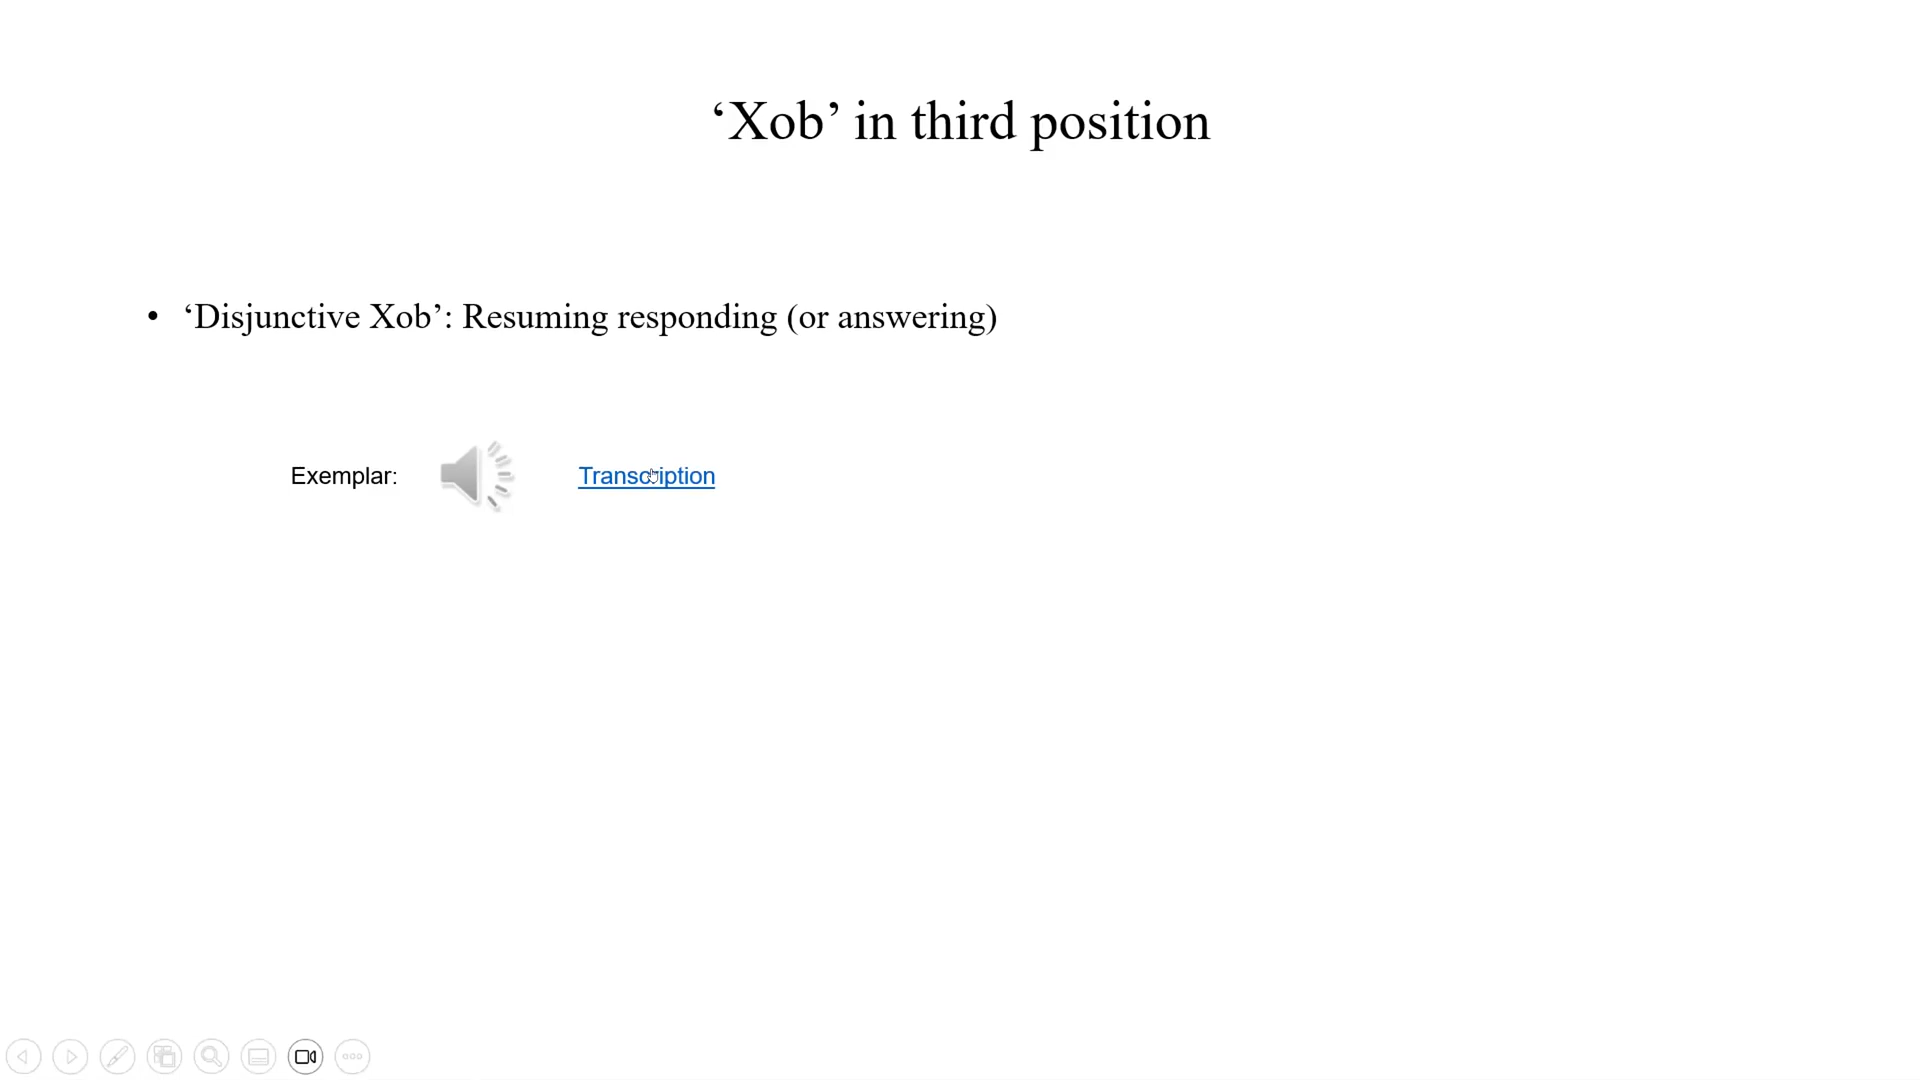 ‘Xob’ in third position
• ‘Disjunctive Xob’: Resuming responding (or answering)
Exemplar:
Transcription